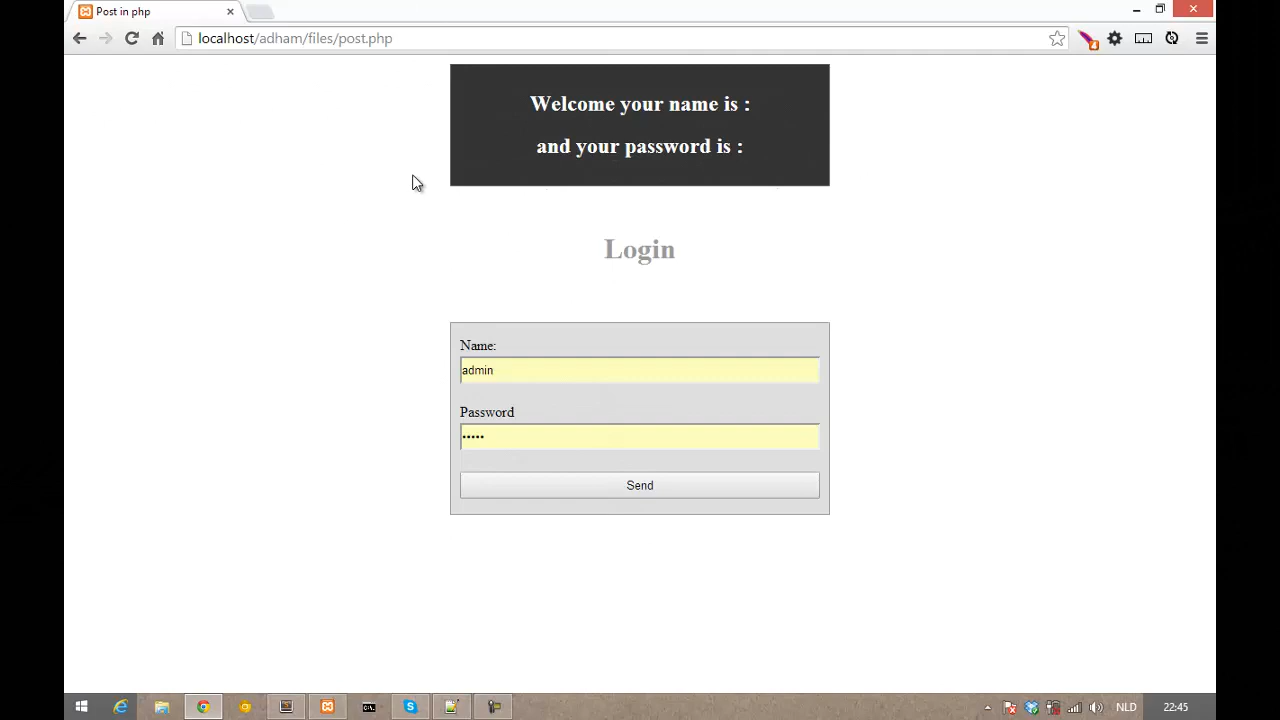 Post in php
localhost/adham/files/post.php
Welcome your name is :
and your password is :
Login
Name:
admin
Password
•••••
Send
NLD
22:45